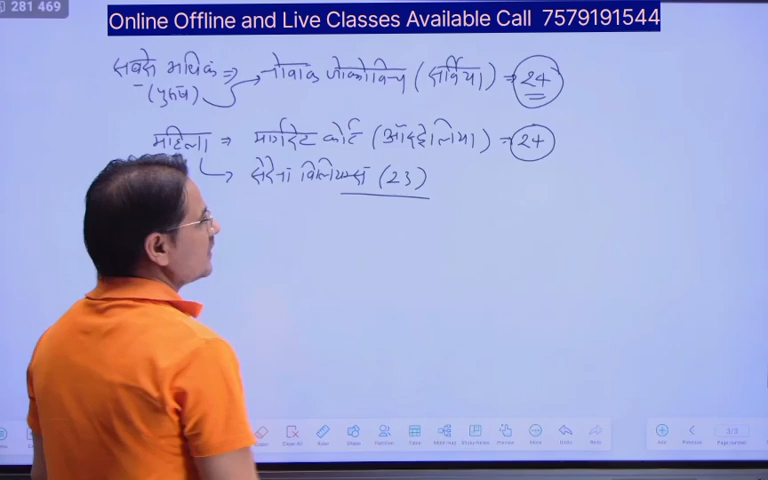 281 469
Online Offline and Live Classes Available Call 7579191544
सबसे अधिक ⇒ नोवाक जोकोविच (सर्बिया) ⇒ 24
(पुरुष)
महिला ⇒ मार्गरेट कोर्ट (ऑस्ट्रेलिया) ⇒ 24
सेरेना विलियम्स (23)